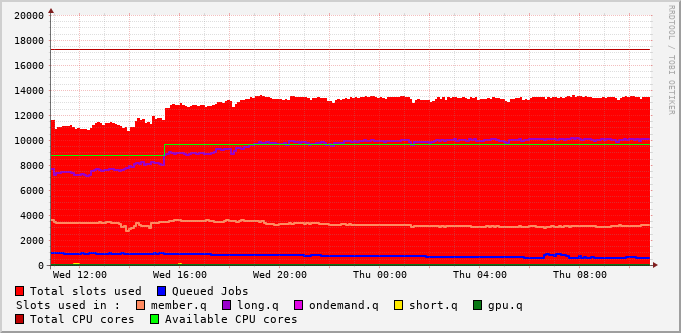 20000
18000
16000
14000
12000
10000
8000
6000
4000
2000
0
Wed 12:00 Wed 16:00 Wed 20:00 Thu 00:00 Thu 04:00 Thu 08:00
RRDTOOL / TOBI OETIKER
Total slots used Queued Jobs
Slots used in : member.q long.q ondemand.q short.q gpu.q
Total CPU cores Available CPU cores